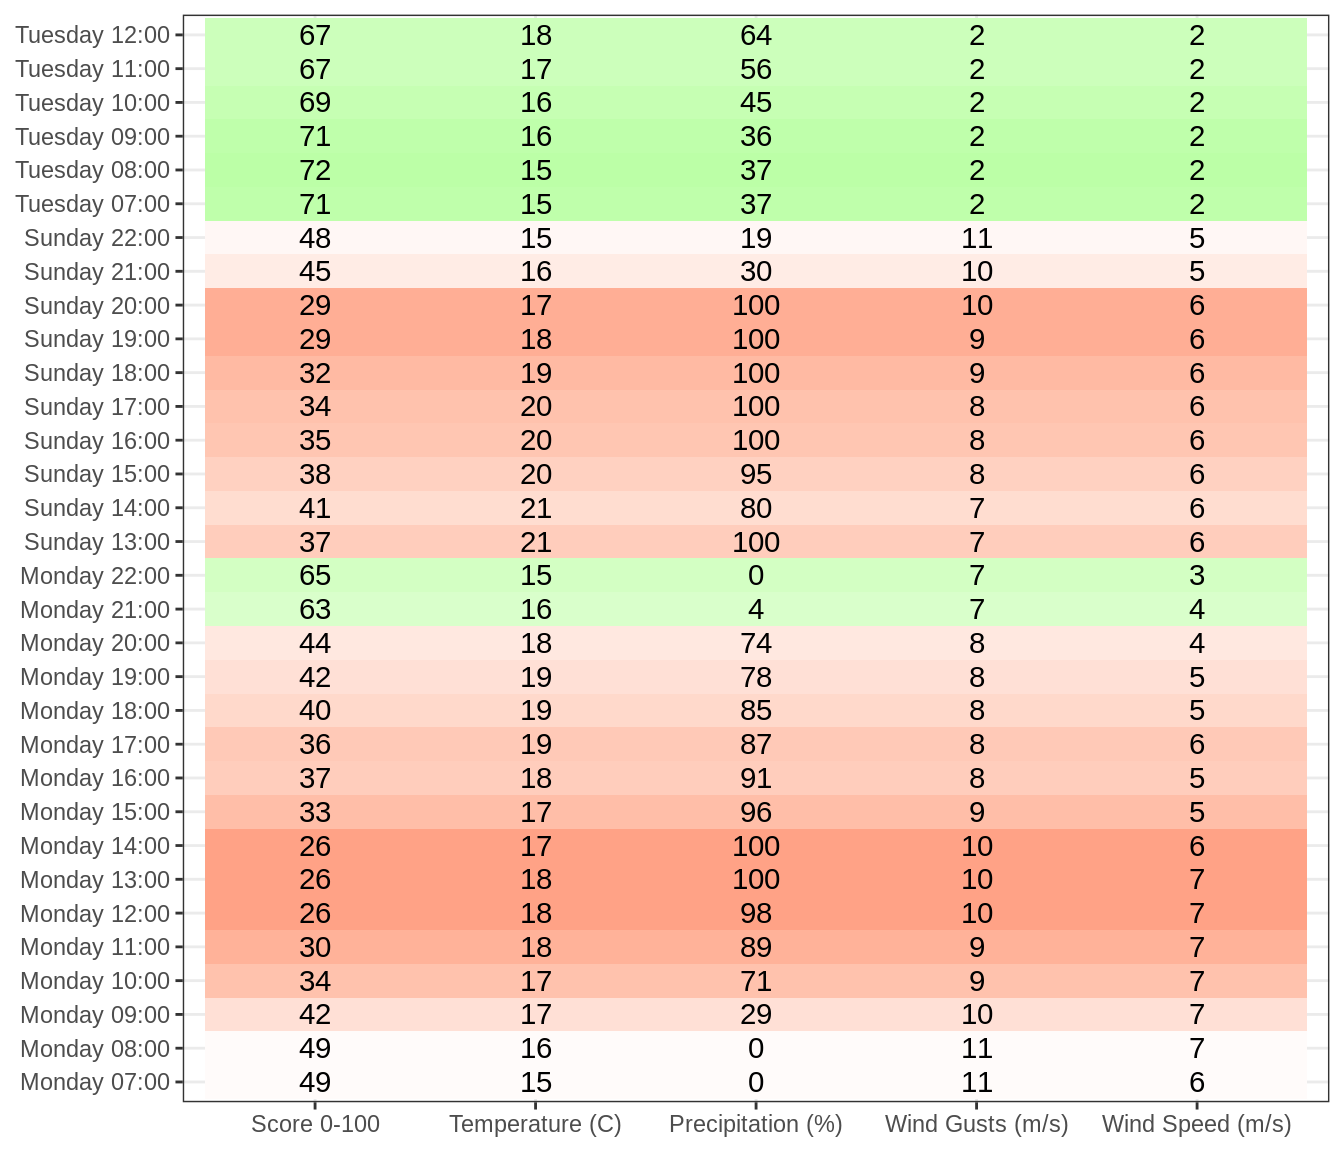 Tuesday 12:00 67 18 64 2 2
Tuesday 11:00 67 17 56 2 2
Tuesday 10:00 69 16 45 2 2
Tuesday 09:00 71 16 36 2 2
Tuesday 08:00 72 15 37 2 2
Tuesday 07:00 71 15 37 2 2
Sunday 22:00 48 15 19 11 5
Sunday 21:00 45 16 30 10 5
Sunday 20:00 29 17 100 10 6
Sunday 19:00 29 18 100 9 6
Sunday 18:00 32 19 100 9 6
Sunday 17:00 34 20 100 8 6
Sunday 16:00 35 20 100 8 6
Sunday 15:00 38 20 95 8 6
Sunday 14:00 41 21 80 7 6
Sunday 13:00 37 21 100 7 6
Monday 22:00 65 15 0 7 3
Monday 21:00 63 16 4 7 4
Monday 20:00 44 18 74 8 4
Monday 19:00 42 19 78 8 5
Monday 18:00 40 19 85 8 5
Monday 17:00 36 19 87 8 6
Monday 16:00 37 18 91 8 5
Monday 15:00 33 17 96 9 5
Monday 14:00 26 17 100 10 6
Monday 13:00 26 18 100 10 7
Monday 12:00 26 18 98 10 7
Monday 11:00 30 18 89 9 7
Monday 10:00 34 17 71 9 7
Monday 09:00 42 17 29 10 7
Monday 08:00 49 16 0 11 7
Monday 07:00 49 15 0 11 6
Score 0-100 Temperature (C) Precipitation (%) Wind Gusts (m/s) Wind Speed (m/s)